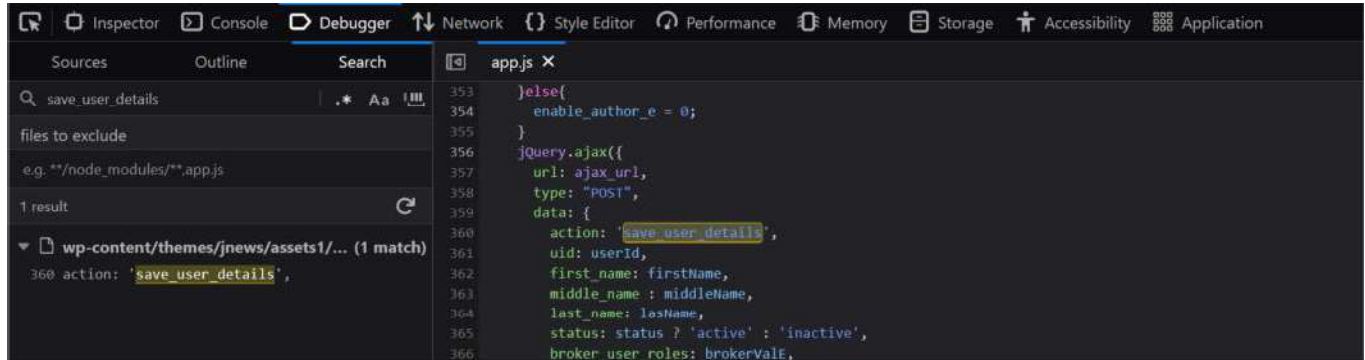 Inspector Console Debugger Network Style Editor Performance Memory Storage Accessibility Application
Sources Outline Search
save_user_details .* Aa
files to exclude
e.g. **/node_modules/**,app.js
1 result
wp-content/themes/jnews/assets1/... (1 match)
360 action: 'save_user_details',
app.js
353 }else{
354 enable_author_e = 0;
355 }
356 jQuery.ajax({
357 url: ajax_url,
358 type: "POST",
359 data: {
360 action: 'save_user_details',
361 uid: userId,
362 first_name: firstName,
363 middle_name : middleName,
364 last_name: lasName,
365 status: status ? 'active' : 'inactive',
366 broker_user_roles: brokerValE,